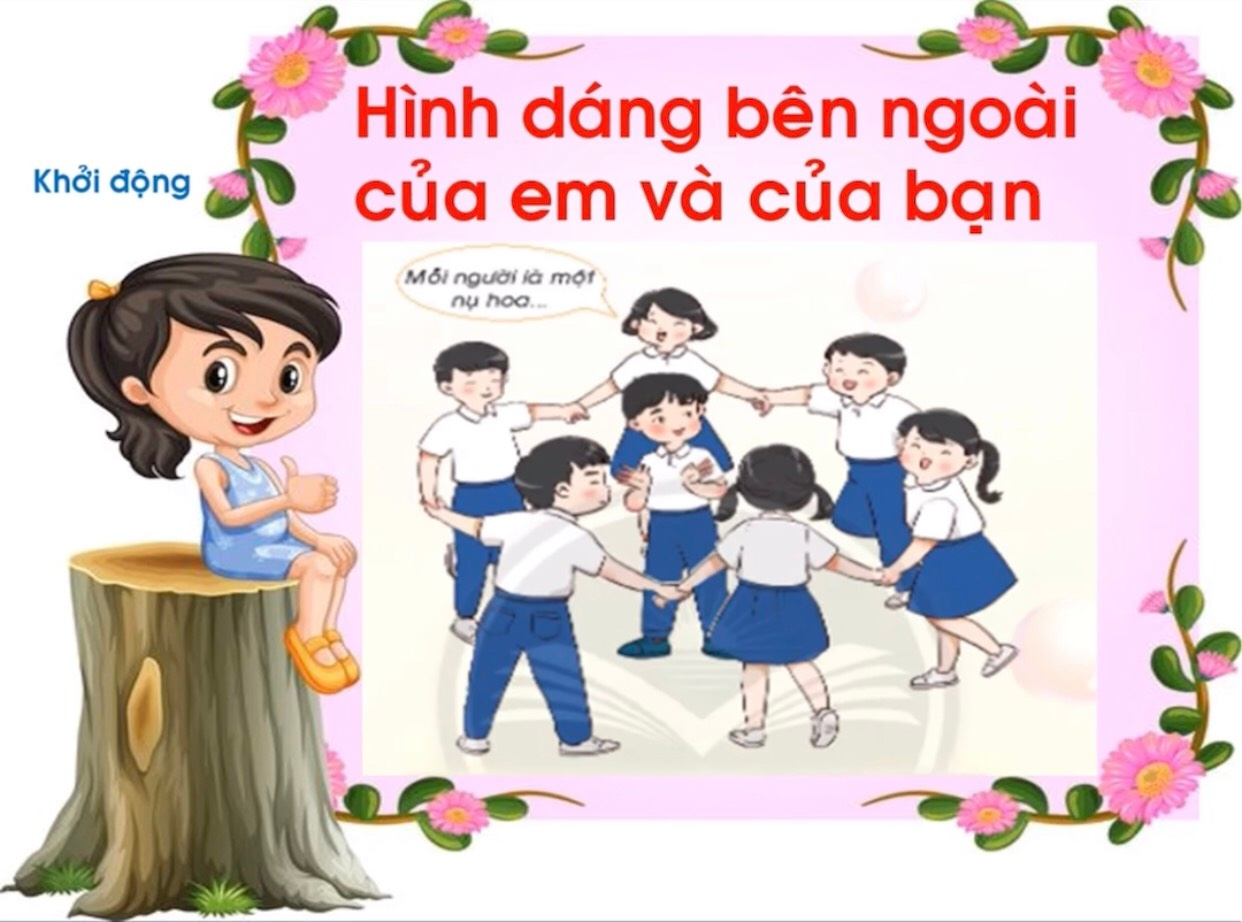 Hình dáng bên ngoài
của em và của bạn
Khởi động
Mỗi người là một
nụ hoa...